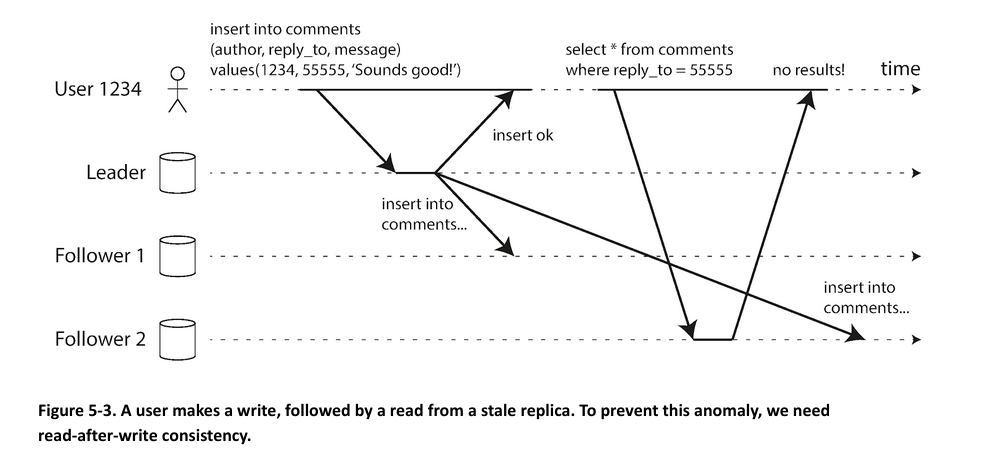 insert into comments
(author, reply_to, message)
values(1234, 55555, ‘Sounds good!’)
select * from comments
where reply_to = 55555
no results!
time
User 1234
insert ok
Leader
insert into
comments...
Follower 1
insert into
comments...
Follower 2
Figure 5-3. A user makes a write, followed by a read from a stale replica. To prevent this anomaly, we need
read-after-write consistency.